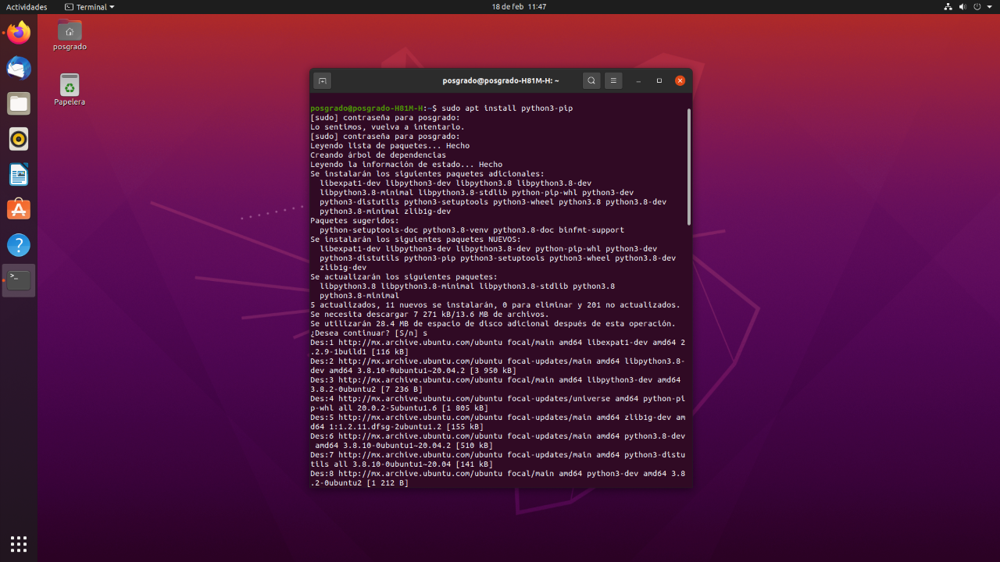 Actividades
Terminal
18 de feb 11:47
posgrado
Papelera
posgrado@posgrado-H81M-H: ~
posgrado@posgrado-H81M-H:~$ sudo apt install python3-pip
[sudo] contraseña para posgrado:
Lo sentimos, vuelva a intentarlo.
[sudo] contraseña para posgrado:
Leyendo lista de paquetes... Hecho
Creando árbol de dependencias
Leyendo la información de estado... Hecho
Se instalarán los siguientes paquetes adicionales:
libexpat1-dev libpython3-dev libpython3.8 libpython3.8-dev
libpython3.8-minimal libpython3.8-stdlib python-pip-whl python3-dev
python3-distutils python3-setuptools python3-wheel python3.8 python3.8-dev
python3.8-minimal zlib1g-dev
Paquetes sugeridos:
python-setuptools-doc python3.8-venv python3.8-doc binfmt-support
Se instalarán los siguientes paquetes NUEVOS:
libexpat1-dev libpython3-dev libpython3.8-dev python-pip-whl python3-dev
python3-distutils python3-pip python3-setuptools python3-wheel python3.8-dev
zlib1g-dev
Se actualizarán los siguientes paquetes:
libpython3.8 libpython3.8-minimal libpython3.8-stdlib python3.8
python3.8-minimal
5 actualizados, 11 nuevos se instalarán, 0 para eliminar y 201 no actualizados.
Se necesita descargar 7 271 kB/13.6 MB de archivos.
Se utilizarán 28.4 MB de espacio de disco adicional después de esta operación.
¿Desea continuar? [S/n] s
Des:1 http://mx.archive.ubuntu.com/ubuntu focal/main amd64 libexpat1-dev amd64 2
.2.9-1build1 [116 kB]
Des:2 http://mx.archive.ubuntu.com/ubuntu focal-updates/main amd64 libpython3.8-
dev amd64 3.8.10-0ubuntu1~20.04.2 [3 950 kB]
Des:3 http://mx.archive.ubuntu.com/ubuntu focal/main amd64 libpython3-dev amd64
3.8.2-0ubuntu2 [7 236 B]
Des:4 http://mx.archive.ubuntu.com/ubuntu focal-updates/universe amd64 python-pi
p-whl all 20.0.2-5ubuntu1.6 [1 805 kB]
Des:5 http://mx.archive.ubuntu.com/ubuntu focal-updates/main amd64 zlib1g-dev am
d64 1:1.2.11.dfsg-2ubuntu1.2 [155 kB]
Des:6 http://mx.archive.ubuntu.com/ubuntu focal-updates/main amd64 python3.8-dev
amd64 3.8.10-0ubuntu1~20.04.2 [510 kB]
Des:7 http://mx.archive.ubuntu.com/ubuntu focal-updates/main amd64 python3-distu
tils all 3.8.10-0ubuntu1~20.04 [141 kB]
Des:8 http://mx.archive.ubuntu.com/ubuntu focal/main amd64 python3-dev amd64 3.8
.2-0ubuntu2 [1 212 B]